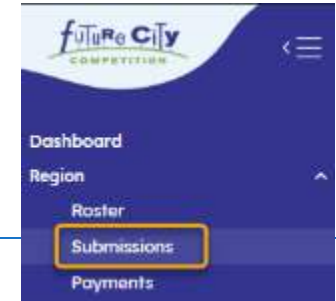 fUTURe CiTy
COMPETITION
Dashboard
Region
Roster
Submissions
Payments